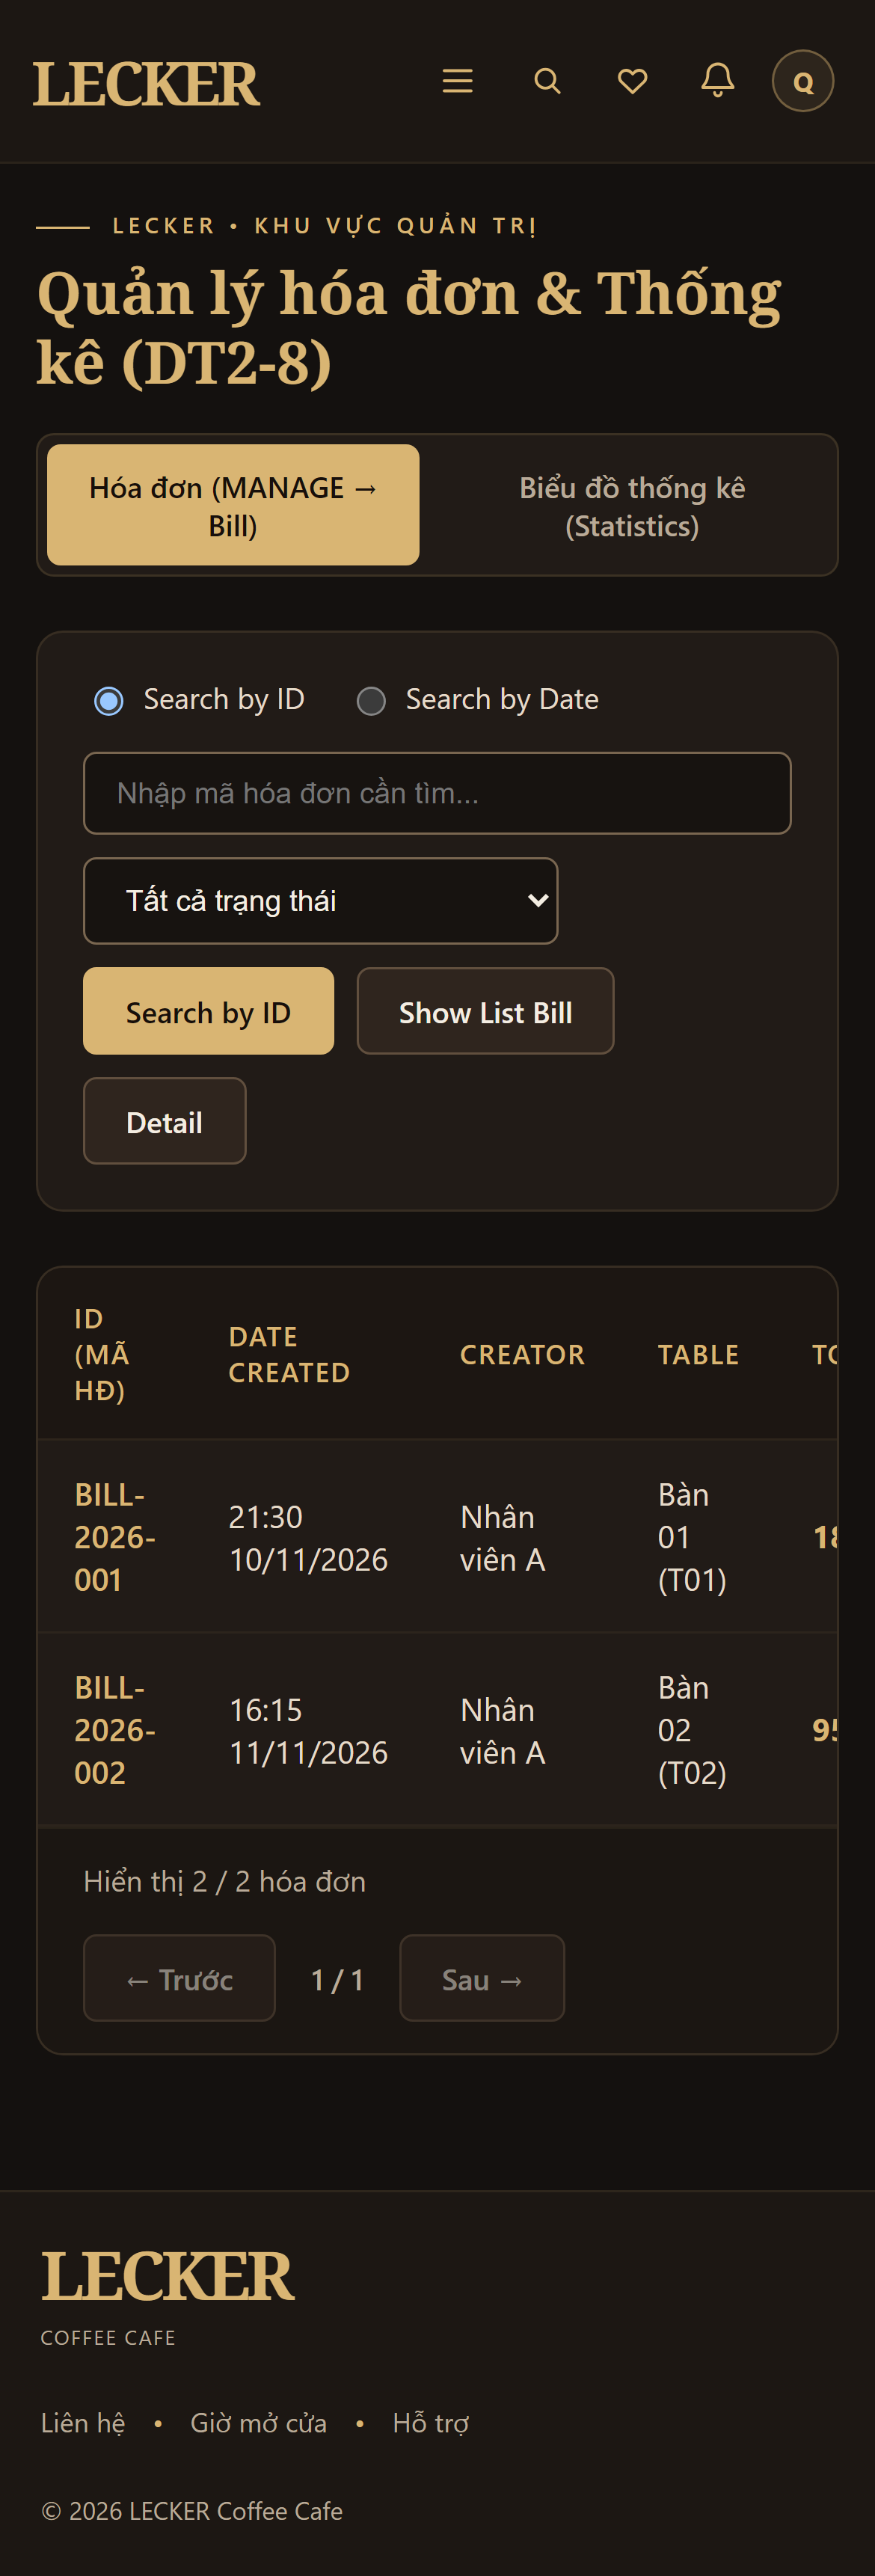 LECKER
Q
LECKER • KHU VỰC QUẢN TRỊ
Quản lý hóa đơn & Thống
kê (DT2-8)
Hóa đơn (MANAGE →
Bill)
Biểu đồ thống kê
(Statistics)
Search by ID
Search by Date
Nhập mã hóa đơn cần tìm...
Tất cả trạng thái
Search by ID
Show List Bill
Detail
ID
(MÃ
HĐ)
DATE
CREATED
CREATOR
TABLE
BILL-
2026-
001
21:30
10/11/2026
Nhân
viên A
Bàn
01
(T01)
BILL-
2026-
002
16:15
11/11/2026
Nhân
viên A
Bàn
02
(T02)
Hiển thị 2 / 2 hóa đơn
← Trước
1 / 1
Sau →
LECKER
COFFEE CAFE
Liên hệ • Giờ mở cửa • Hỗ trợ
© 2026 LECKER Coffee Cafe